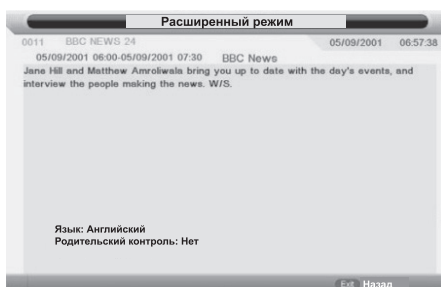 Расширенный режим
0011 BBC NEWS 24 05/09/2001 06:57:38
05/09/2001 06:00-05/09/2001 07:30 BBC News
Jane Hill and Matthew Amroliwala bring you up to date with the day's events, and
interview the people making the news. W/S.
Язык: Английский
Родительский контроль: Нет
Exit Назад